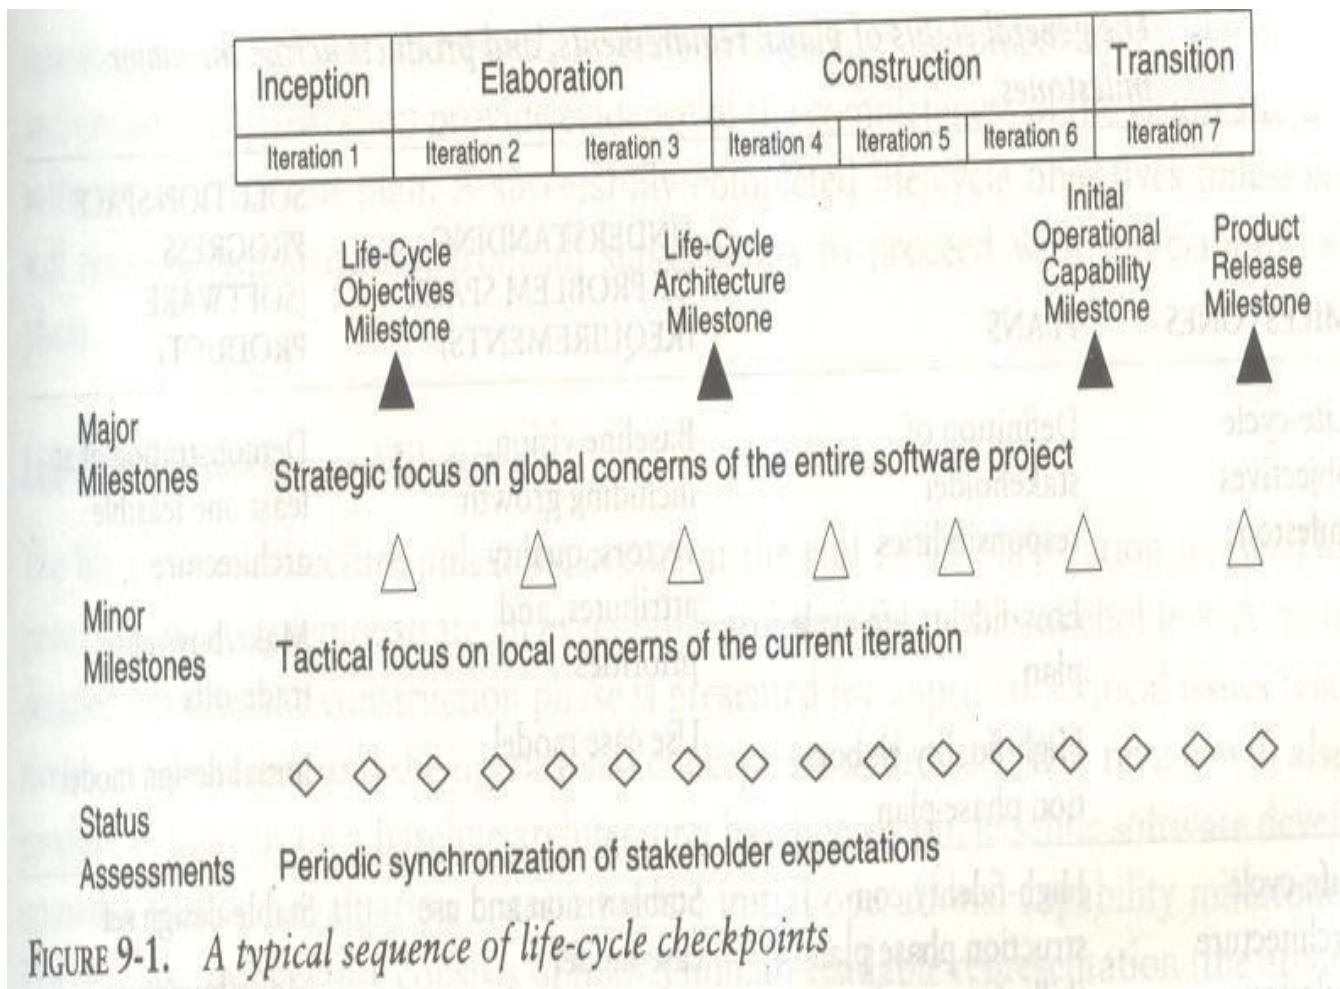 Inception Elaboration Construction Transition
Iteration 1 Iteration 2 Iteration 3 Iteration 4 Iteration 5 Iteration 6 Iteration 7
Life-Cycle
Objectives
Milestone
Life-Cycle
Architecture
Milestone
Initial
Operational
Capability
Milestone
Product
Release
Milestone
Major
Milestones
Strategic focus on global concerns of the entire software project
Minor
Milestones
Tactical focus on local concerns of the current iteration
Status
Assessments
Periodic synchronization of stakeholder expectations
FIGURE 9-1. A typical sequence of life-cycle checkpoints